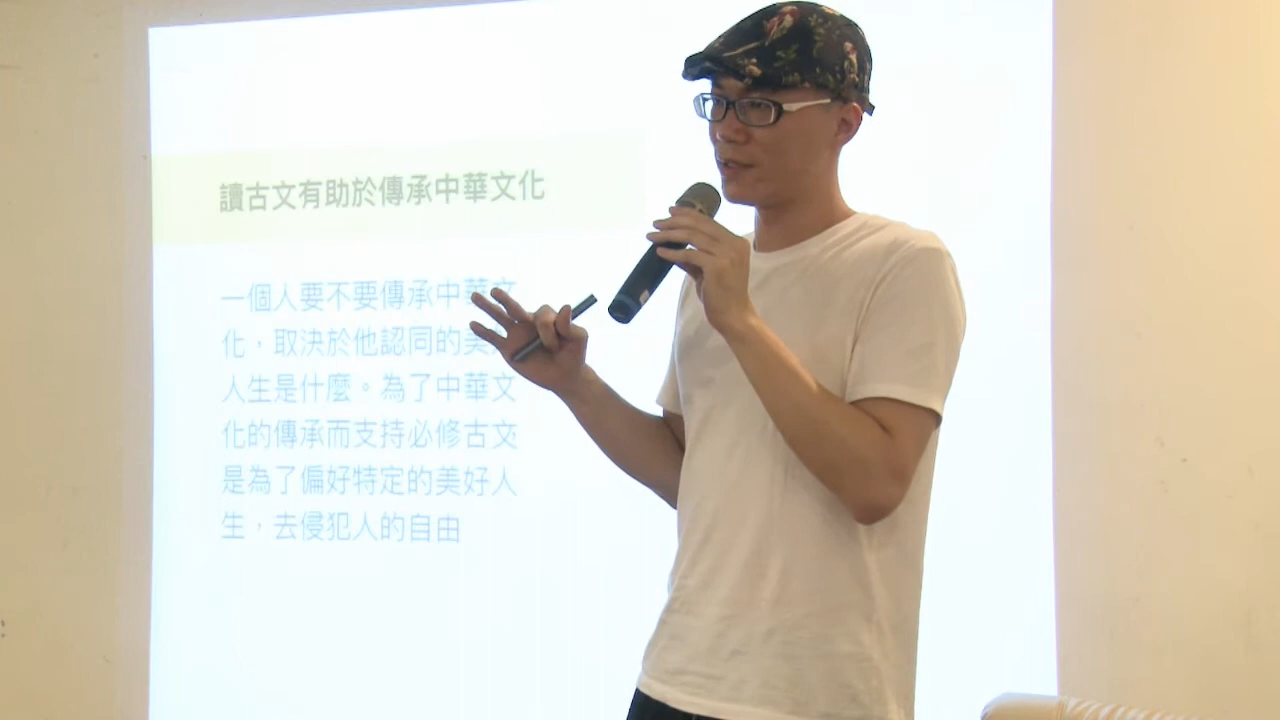 讀古文有助於傳承中華文化
一個人要不要傳承中華文
化，取決於他認同的美好
人生是什麼。為了中華文
化的傳承而支持必修古文
是為了偏好特定的美好人
生，去侵犯人的自由